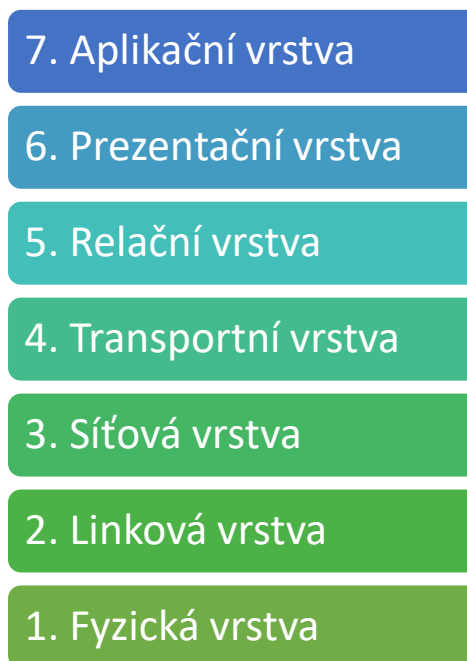 7. Aplikační vrstva
6. Prezentační vrstva
5. Relační vrstva
4. Transportní vrstva
3. Síťová vrstva
2. Linková vrstva
1. Fyzická vrstva